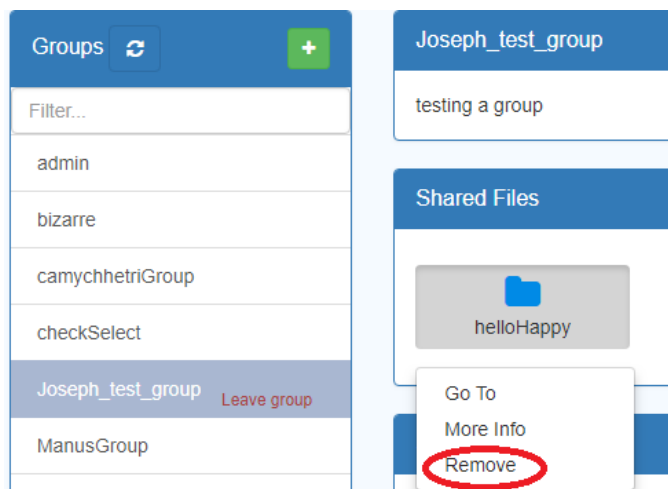 Groups
Filter...
admin
bizarre
camychhetriGroup
checkSelect
Joseph_test_group Leave group
ManusGroup
Joseph_test_group
testing a group
Shared Files
helloHappy
Go To
More Info
Remove